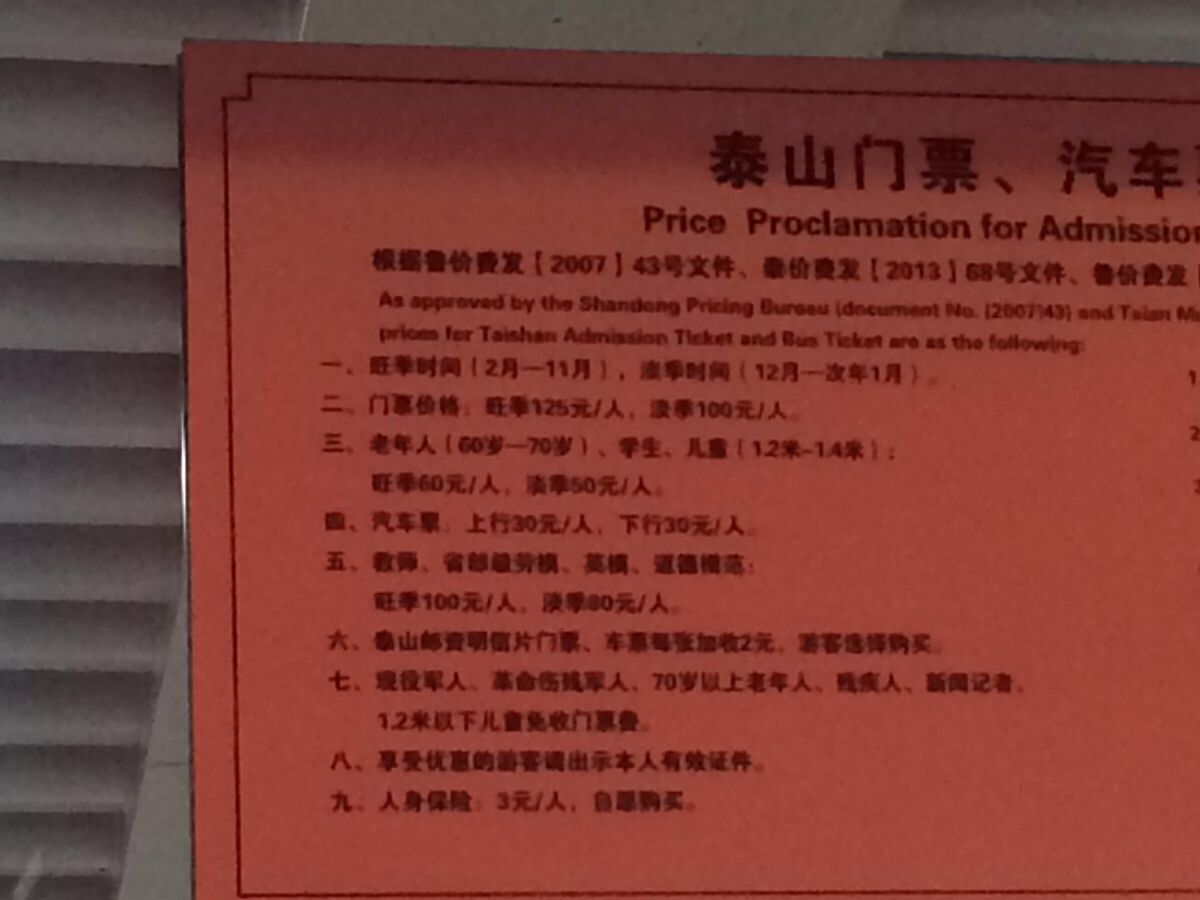 泰山门票、汽车
Price Proclamation for Admission
根据鲁价费发【2007】43号文件、泰价费发【2013】68号文件、鲁价费发
As approved by the Shandong Pricing Bureau (document No. (2007)43) and Taian
prices for Taishan Admission Ticket and Bus Ticket are as the following:
一、旺季时间（2月—11月），淡季时间（12月—次年1月）。
二、门票价格：旺季125元/人，淡季100元/人。
三、老年人（60岁—70岁）、学生、儿童（1.2米–1.4米）：
旺季60元/人，淡季50元/人。
四、汽车票：上行30元/人，下行30元/人。
五、教师、省部级劳模、英模、道德模范：
旺季100元/人，淡季80元/人。
六、泰山邮资明信片门票、车票每张加收2元，游客选择购买。
七、现役军人、革命伤残军人、70岁以上老年人、残疾人、新闻记者、
1.2米以下儿童免收门票费。
八、享受优惠的游客请出示本人有效证件。
九、人身保险：3元/人，自愿购买。